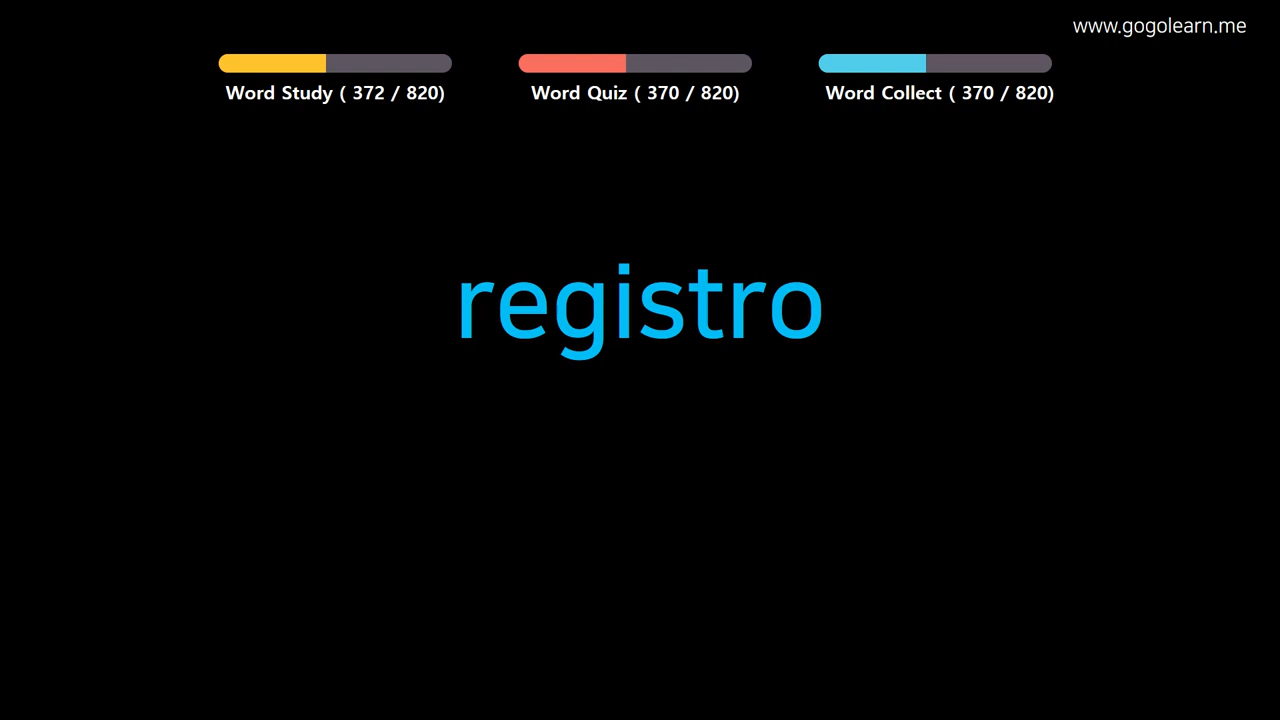 www.gogolearn.me
Word Study ( 372 / 820)
Word Quiz ( 370 / 820)
Word Collect ( 370 / 820)
registro